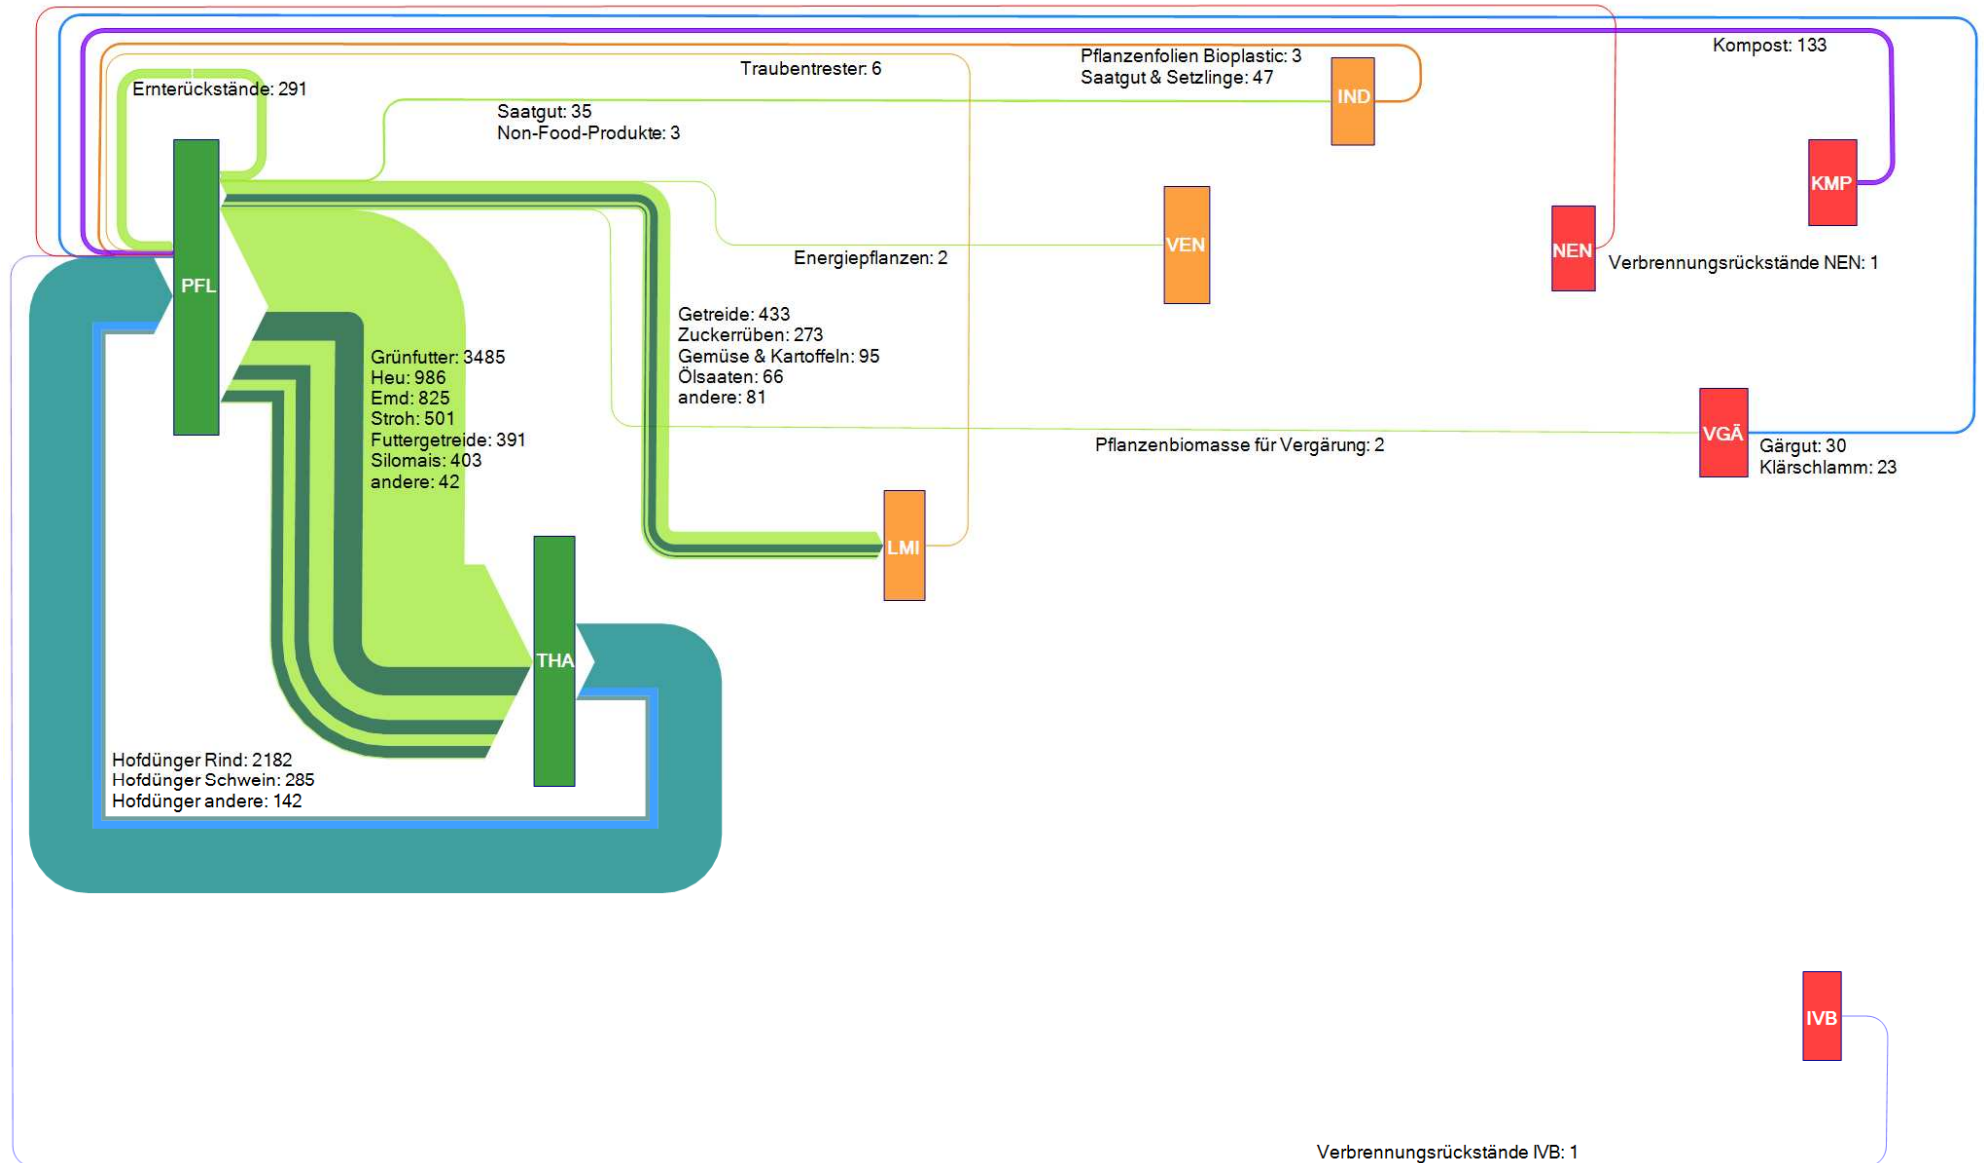 Kompost: 133
Pflanzenfolien Bioplastic: 3
Saatgut & Setzlinge: 47
Traubentrester: 6
Ernterückstände: 291
IND
Saatgut: 35
Non-Food-Produkte: 3
KMP
VEN
NEN
Energiepflanzen: 2
Verbrennungsrückstände NEN: 1
PFL
Getreide: 433
Zuckerrüben: 273
Gemüse & Kartoffeln: 95
Ölsaaten: 66
andere: 81
Grünfutter: 3485
Heu: 986
Emd: 825
Stroh: 501
Futtergetreide: 391
Silomais: 403
andere: 42
VGÄ
Pflanzenbiomasse für Vergärung: 2
Gärgut: 30
Klärschlamm: 23
LMI
THA
Hofdünger Rind: 2182
Hofdünger Schwein: 285
Hofdünger andere: 142
IVB
Verbrennungsrückstände IVB: 1